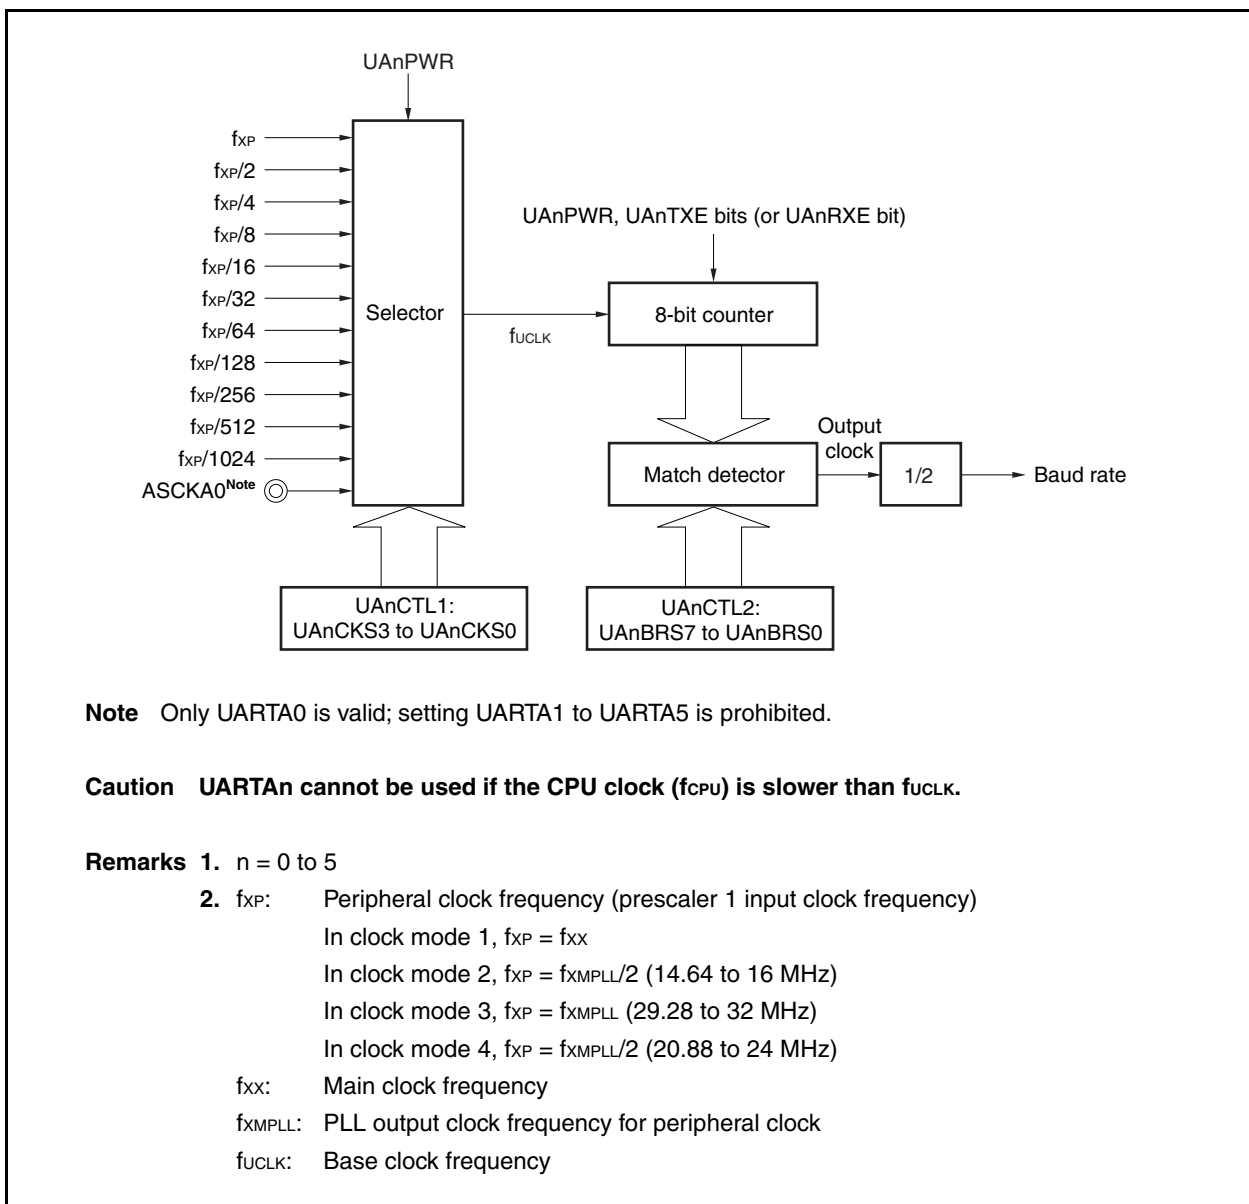 UAnPWR
fXP
fXP/2
fXP/4
fXP/8
fXP/16
fXP/32
fXP/64
fXP/128
fXP/256
fXP/512
fXP/1024
ASCKA0Note
Selector
fUCLK
UAnPWR, UAnTXE bits (or UAnRXE bit)
8-bit counter
Match detector
Output
clock
1/2
Baud rate
UAnCTL1:
UAnCKS3 to UAnCKS0
UAnCTL2:
UAnBRS7 to UAnBRS0
Note Only UARTA0 is valid; setting UARTA1 to UARTA5 is prohibited.
Caution UARTAn cannot be used if the CPU clock (fCPU) is slower than fUCLK.
Remarks 1. n = 0 to 5
2. fXP: Peripheral clock frequency (prescaler 1 input clock frequency)
In clock mode 1, fXP = fXX
In clock mode 2, fXP = fXMPLL/2 (14.64 to 16 MHz)
In clock mode 3, fXP = fXMPLL (29.28 to 32 MHz)
In clock mode 4, fXP = fXMPLL/2 (20.88 to 24 MHz)
fXX: Main clock frequency
fXMPLL: PLL output clock frequency for peripheral clock
fUCLK: Base clock frequency